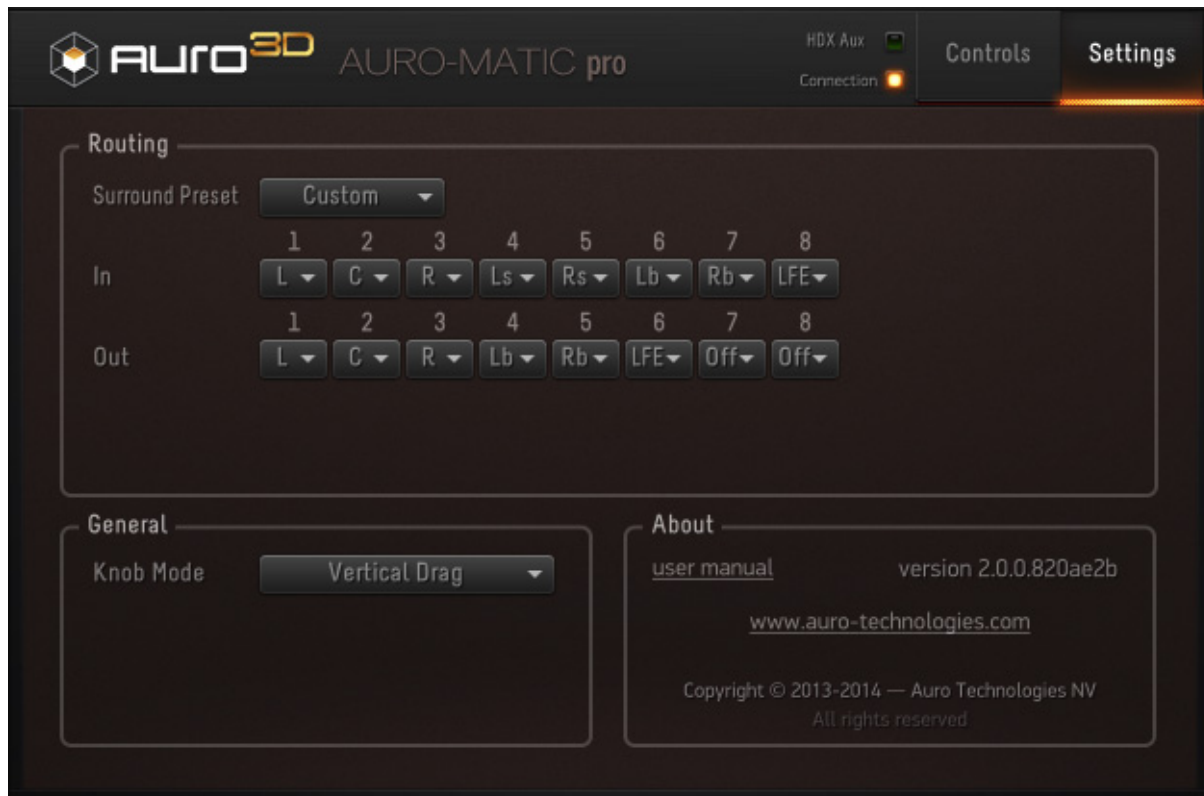 AURO 3D AURO-MATIC pro
HDX Aux
Connection
Controls
Settings
Routing
Surround Preset Custom
1 2 3 4 5 6 7 8
In L C R Ls Rs Lb Rb LFE
1 2 3 4 5 6 7 8
Out L C R Lb Rb LFE Off Off
General
Knob Mode Vertical Drag
About
user manual version 2.0.0.820ae2b
www.auro-technologies.com
Copyright © 2013-2014 — Auro Technologies NV
All rights reserved